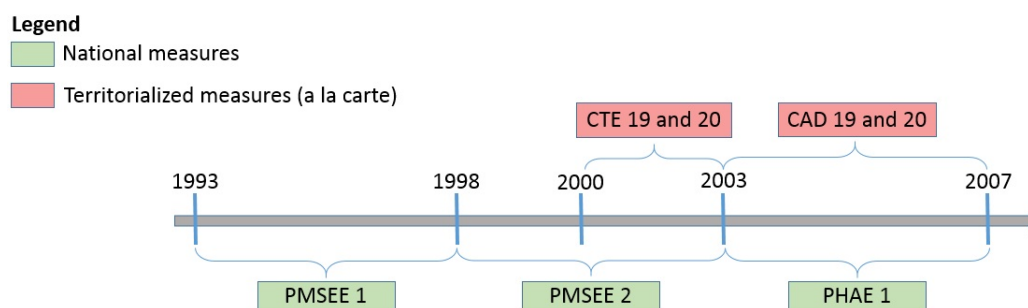 Legend
National measures
Territorialized measures (a la carte)
CTE 19 and 20 CAD 19 and 20
1993 1998 2000 2003 2007
PMSEE 1 PMSEE 2 PHAE 1